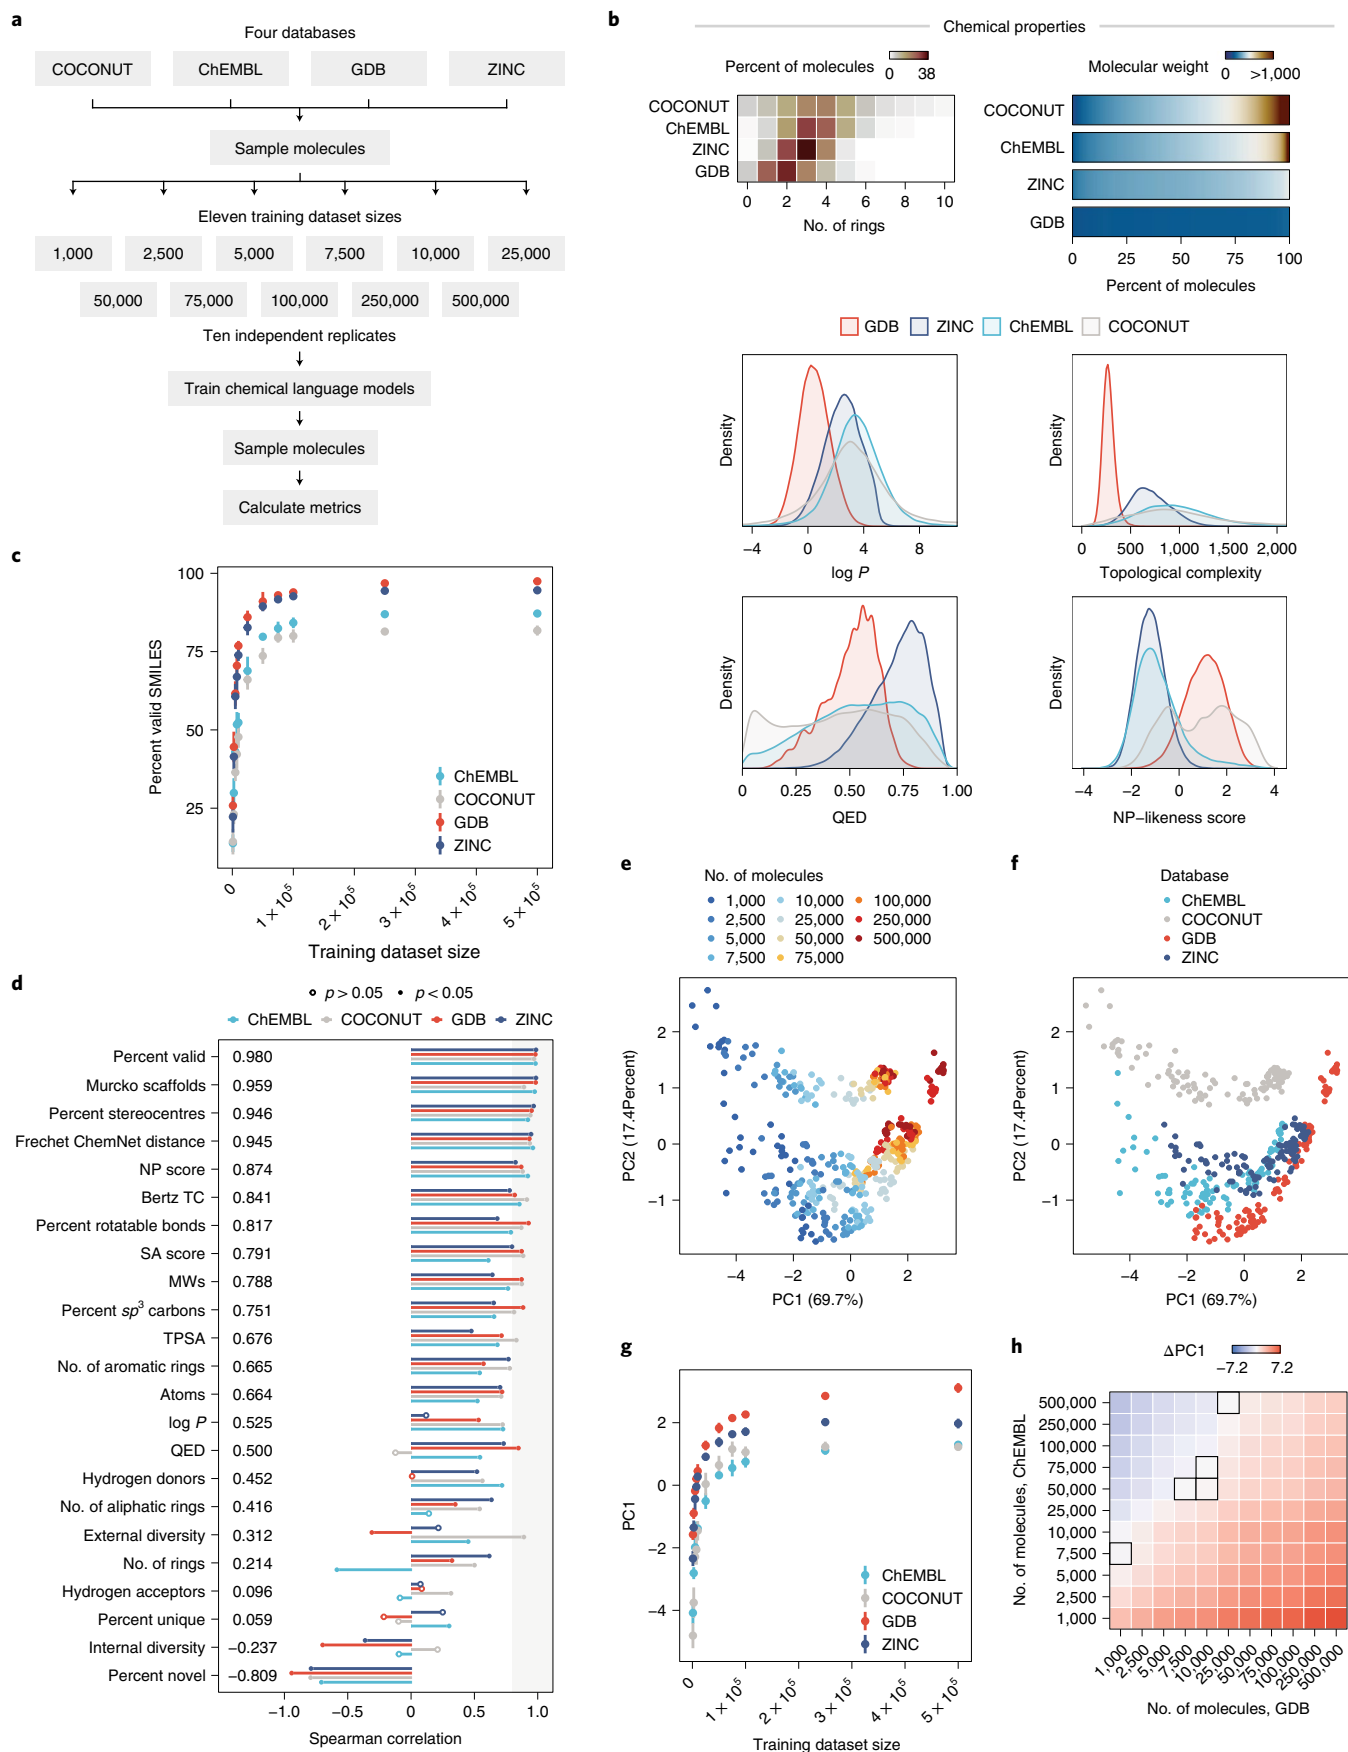 a
Four databases
COCONUT ChEMBL GDB ZINC
Sample molecules
Eleven training dataset sizes
1,000 2,500 5,000 7,500 10,000 25,000
50,000 75,000 100,000 250,000 500,000
Ten independent replicates
Train chemical language models
Sample molecules
Calculate metrics
b
Chemical properties
Percent of molecules
0 38
COCONUT
ChEMBL
ZINC
GDB
0 2 4 6 8 10
No. of rings
Molecular weight
0 >1,000
COCONUT
ChEMBL
ZINC
GDB
0 25 50 75 100
Percent of molecules
GDB ZINC ChEMBL COCONUT
Density
−4 0 4 8
log P
Density
0 500 1,000 1,500 2,000
Topological complexity
Density
0 0.25 0.50 0.75 1.00
QED
Density
−4 −2 0 2 4
NP−likeness score
c
Percent valid SMILES
100
75
50
25
ChEMBL
COCONUT
GDB
ZINC
0 1 × 10⁵ 2 × 10⁵ 3 × 10⁵ 4 × 10⁵ 5 × 10⁵
Training dataset size
d
p > 0.05 p < 0.05
ChEMBL COCONUT GDB ZINC
Percent valid 0.980
Murcko scaffolds 0.959
Percent stereocentres 0.946
Frechet ChemNet distance 0.945
NP score 0.874
Bertz TC 0.841
Percent rotatable bonds 0.817
SA score 0.791
MWs 0.788
Percent sp³ carbons 0.751
TPSA 0.676
No. of aromatic rings 0.665
Atoms 0.664
log P 0.525
QED 0.500
Hydrogen donors 0.452
No. of aliphatic rings 0.416
External diversity 0.312
No. of rings 0.214
Hydrogen acceptors 0.096
Percent unique 0.059
Internal diversity −0.237
Percent novel −0.809
−1.0 −0.5 0 0.5 1.0
Spearman correlation
e
No. of molecules
1,000 10,000 100,000
2,500 25,000 250,000
5,000 50,000 500,000
7,500 75,000
PC2 (17.4Percent)
2
1
0
−1
−4 −2 0 2
PC1 (69.7%)
f
Database
ChEMBL
COCONUT
GDB
ZINC
PC2 (17.4Percent)
2
1
0
−1
−4 −2 0 2
PC1 (69.7%)
g
PC1
2
0
−2
−4
ChEMBL
COCONUT
GDB
ZINC
0 1 × 10⁵ 2 × 10⁵ 3 × 10⁵ 4 × 10⁵ 5 × 10⁵
Training dataset size
h
ΔPC1
−7.2 7.2
No. of molecules, ChEMBL
500,000
250,000
100,000
75,000
50,000
25,000
10,000
7,500
5,000
2,500
1,000
1,000 2,500 5,000 7,500 10,000 25,000 50,000 75,000 100,000 250,000 500,000
No. of molecules, GDB